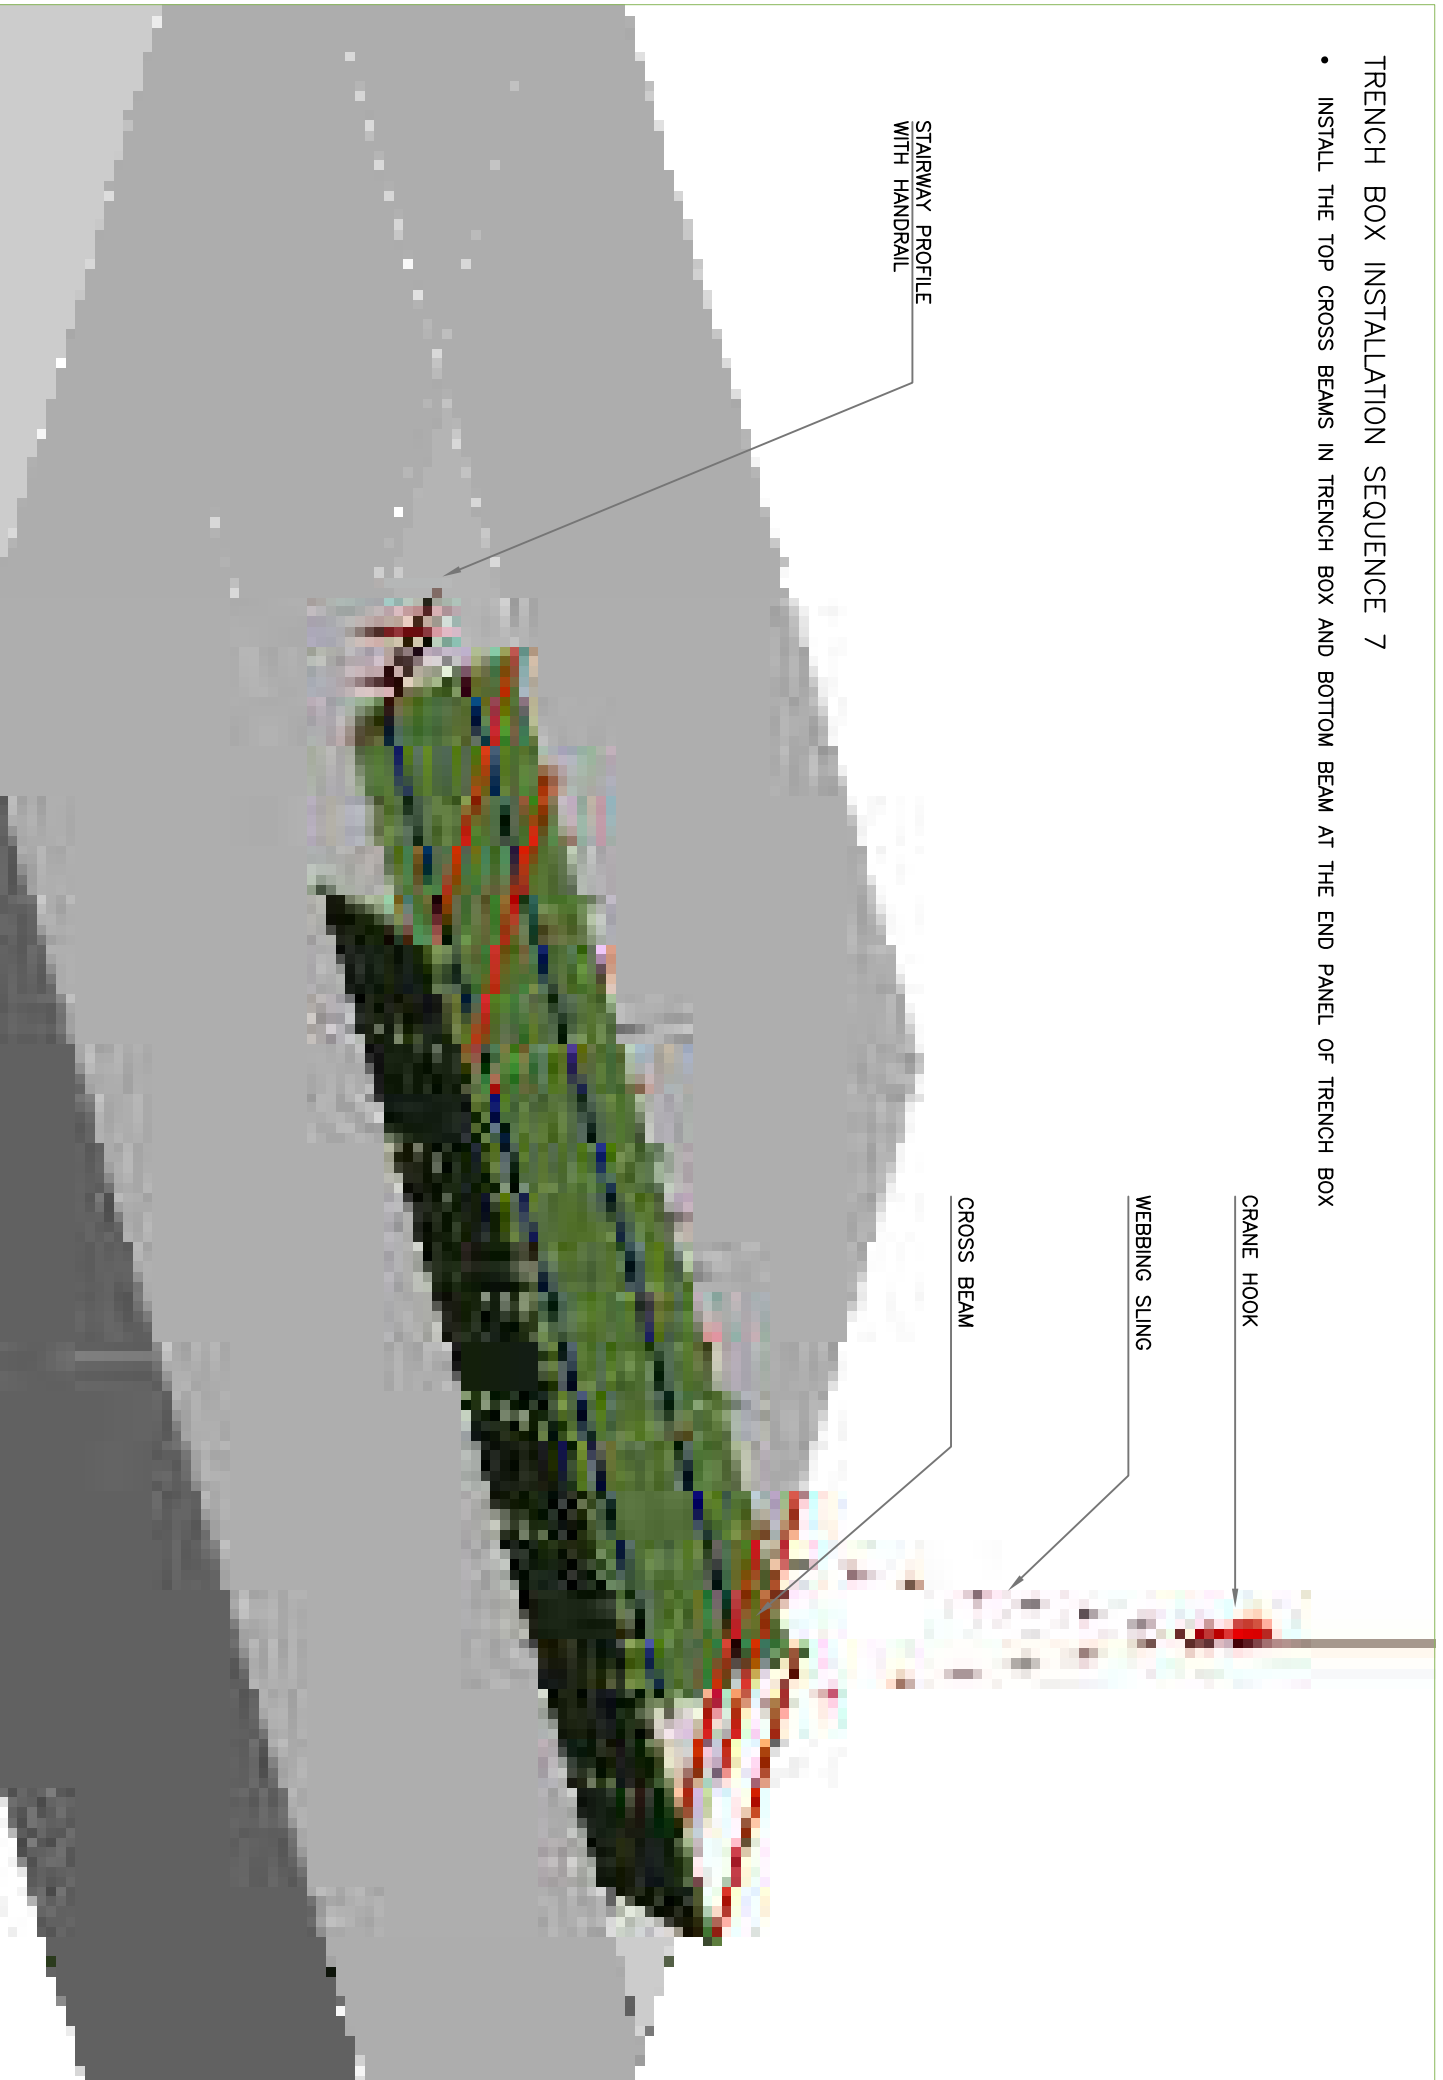 TRENCH BOX INSTALLATION SEQUENCE 7
• INSTALL THE TOP CROSS BEAMS IN TRENCH BOX AND BOTTOM BEAM AT THE END PANEL OF TRENCH BOX
CRANE HOOK
WEBBING SLING
CROSS BEAM
STAIRWAY PROFILE
WITH HANDRAIL